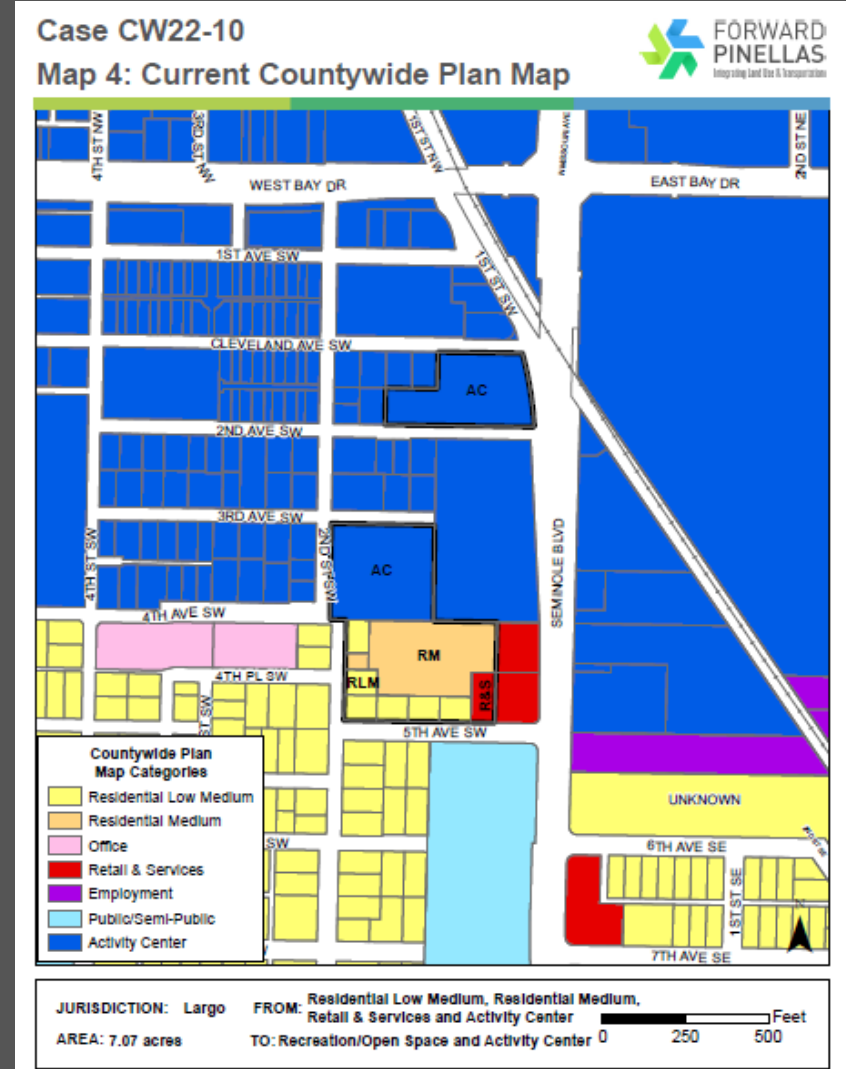 Case CW22-10
Map 4: Current Countywide Plan Map
FORWARD
PINELLAS
Integrating Land Use & Transportation
4TH ST NW
3RD ST NW
1ST ST NW
2ND ST NE
WEST BAY DR
EAST BAY DR
1ST AVE SW
1ST ST SW
CLEVELAND AVE SW
AC
2ND AVE SW
3RD AVE SW
2ND ST SW
4TH ST SW
SEMINOLE BLVD
AC
4TH AVE SW
RM
4TH PL SW
RLM
R&S
ST SW
5TH AVE SW
UNKNOWN
SW
6TH AVE SE
1ST ST SE
7TH AVE SE
N
Countywide Plan
Map Categories
Residential Low Medium
Residential Medium
Office
Retail & Services
Employment
Public/Semi-Public
Activity Center
JURISDICTION: Largo
AREA: 7.07 acres
FROM: Residential Low Medium, Residential Medium,
Retail & Services and Activity Center
TO: Recreation/Open Space and Activity Center
0 250 500
Feet